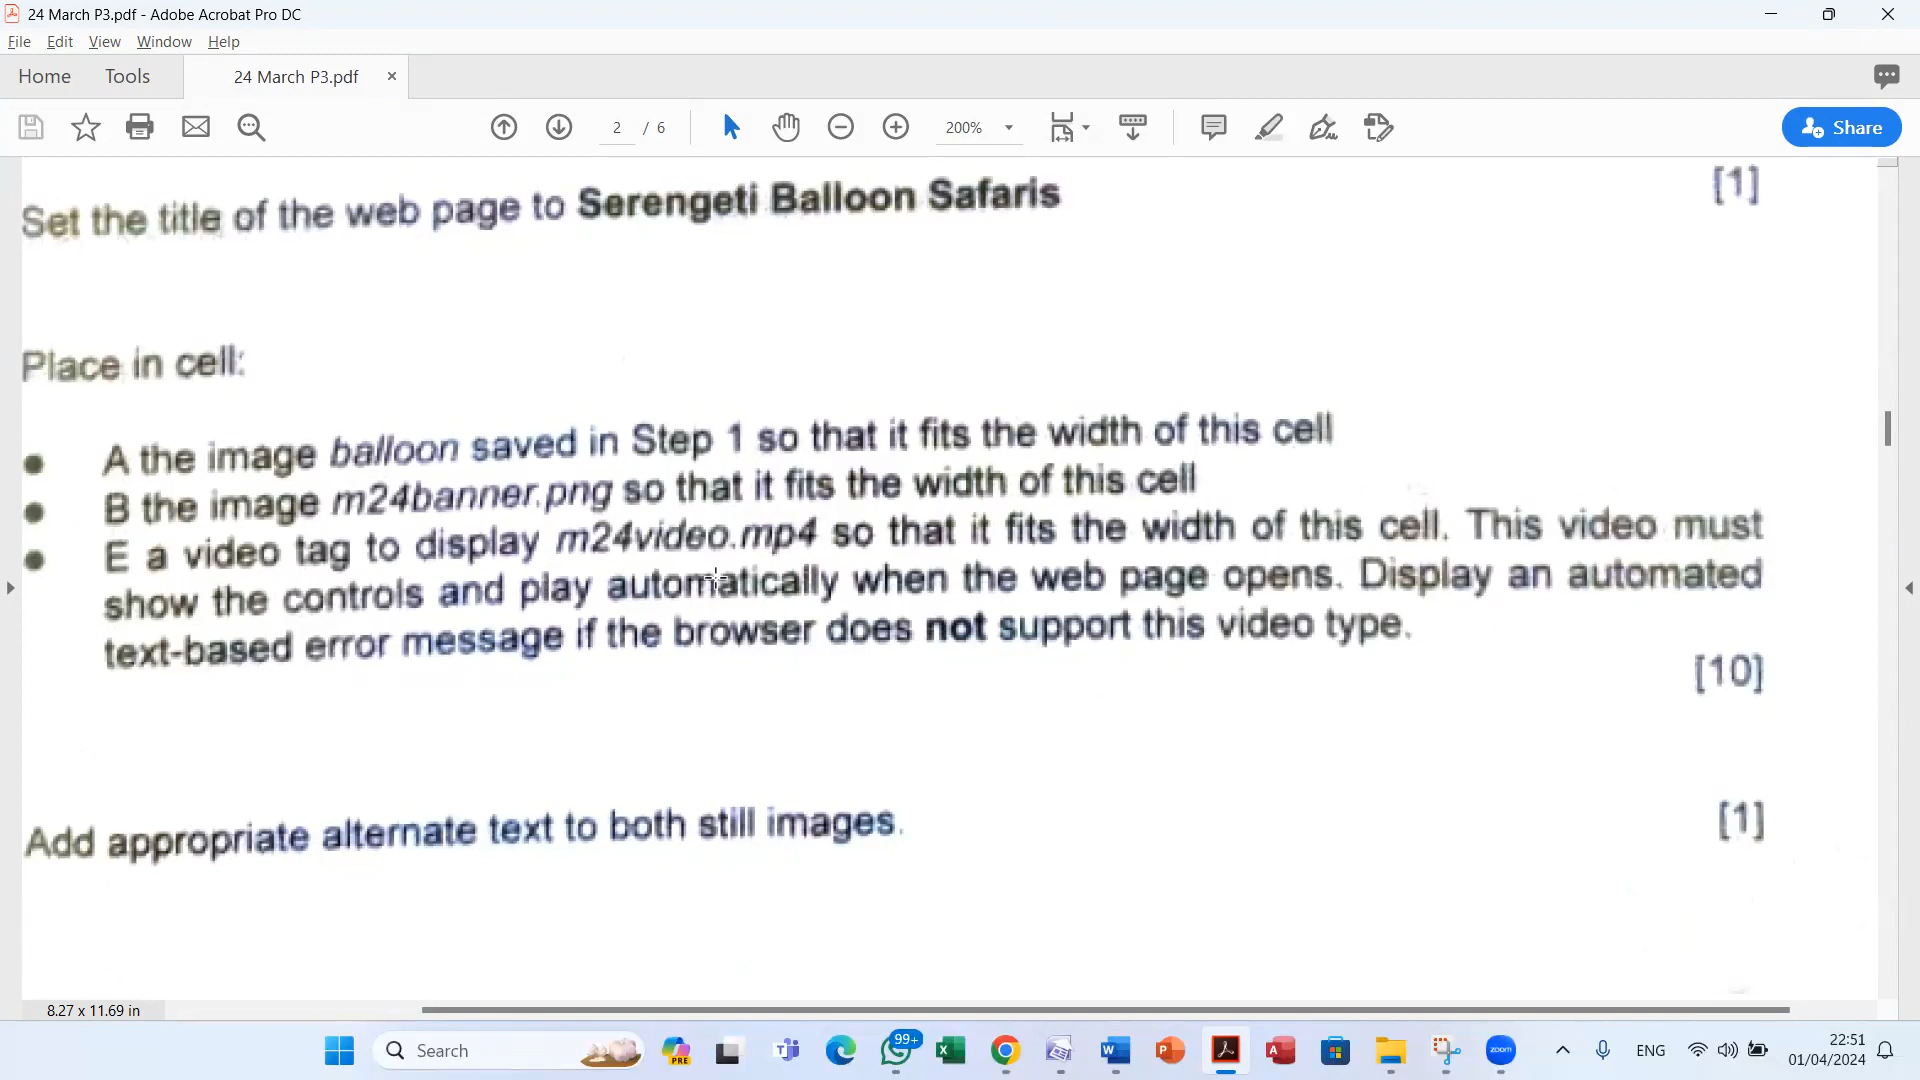 24 March P3.pdf - Adobe Acrobat Pro DC
File Edit View Window Help
Home Tools 24 March P3.pdf ×
2 / 6 200% Share
Set the title of the web page to Serengeti Balloon Safaris [1]
Place in cell:
● A the image balloon saved in Step 1 so that it fits the width of this cell
● B the image m24banner.png so that it fits the width of this cell
● E a video tag to display m24video.mp4 so that it fits the width of this cell. This video must
show the controls and play automatically when the web page opens. Display an automated
text-based error message if the browser does not support this video type.
[10]
Add appropriate alternate text to both still images. [1]
8.27 x 11.69 in
Search PRE 99+ zoom ENG 22:51
01/04/2024